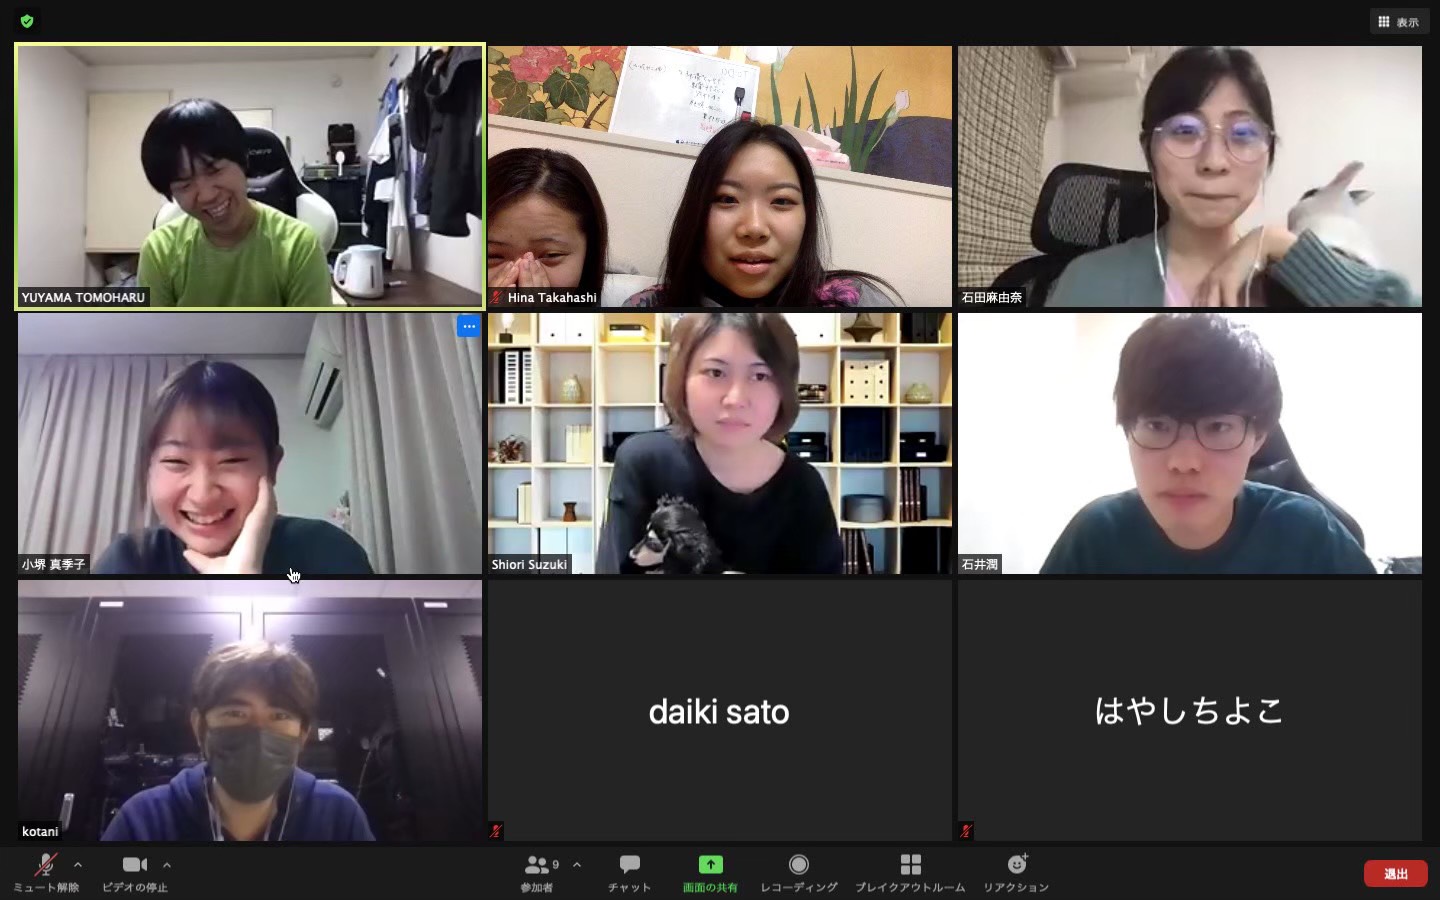 表示
YUYAMA TOMOHARU
Hina Takahashi
石田麻由奈
小堺 真季子
Shiori Suzuki
石井潤
kotani
daiki sato
はやしちよこ
ミュート解除
ビデオの停止
9
参加者
チャット
画面の共有
レコーディング
ブレイクアウトルーム
リアクション
退出